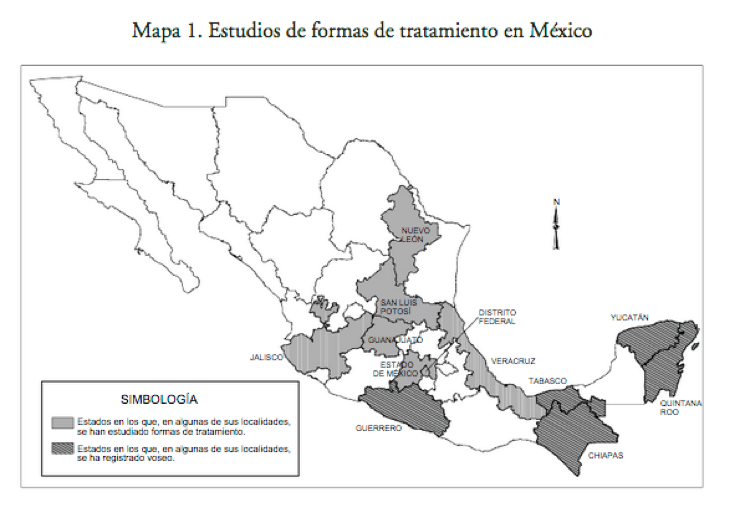 Mapa 1. Estudios de formas de tratamiento en México
N
NUEVO
LEÓN
SAN LUIS
POTOSÍ
DISTRITO
FEDERAL
YUCATÁN
GUANAJUATO
JALISCO
ESTADO
DE MÉXICO
VERACRUZ
TABASCO
QUINTANA
ROO
GUERRERO
CHIAPAS
SIMBOLOGÍA
Estados en los que, en algunas de sus localidades,
se han estudiado formas de tratamiento.
Estados en los que, en algunas de sus localidades,
se ha registrado voseo.